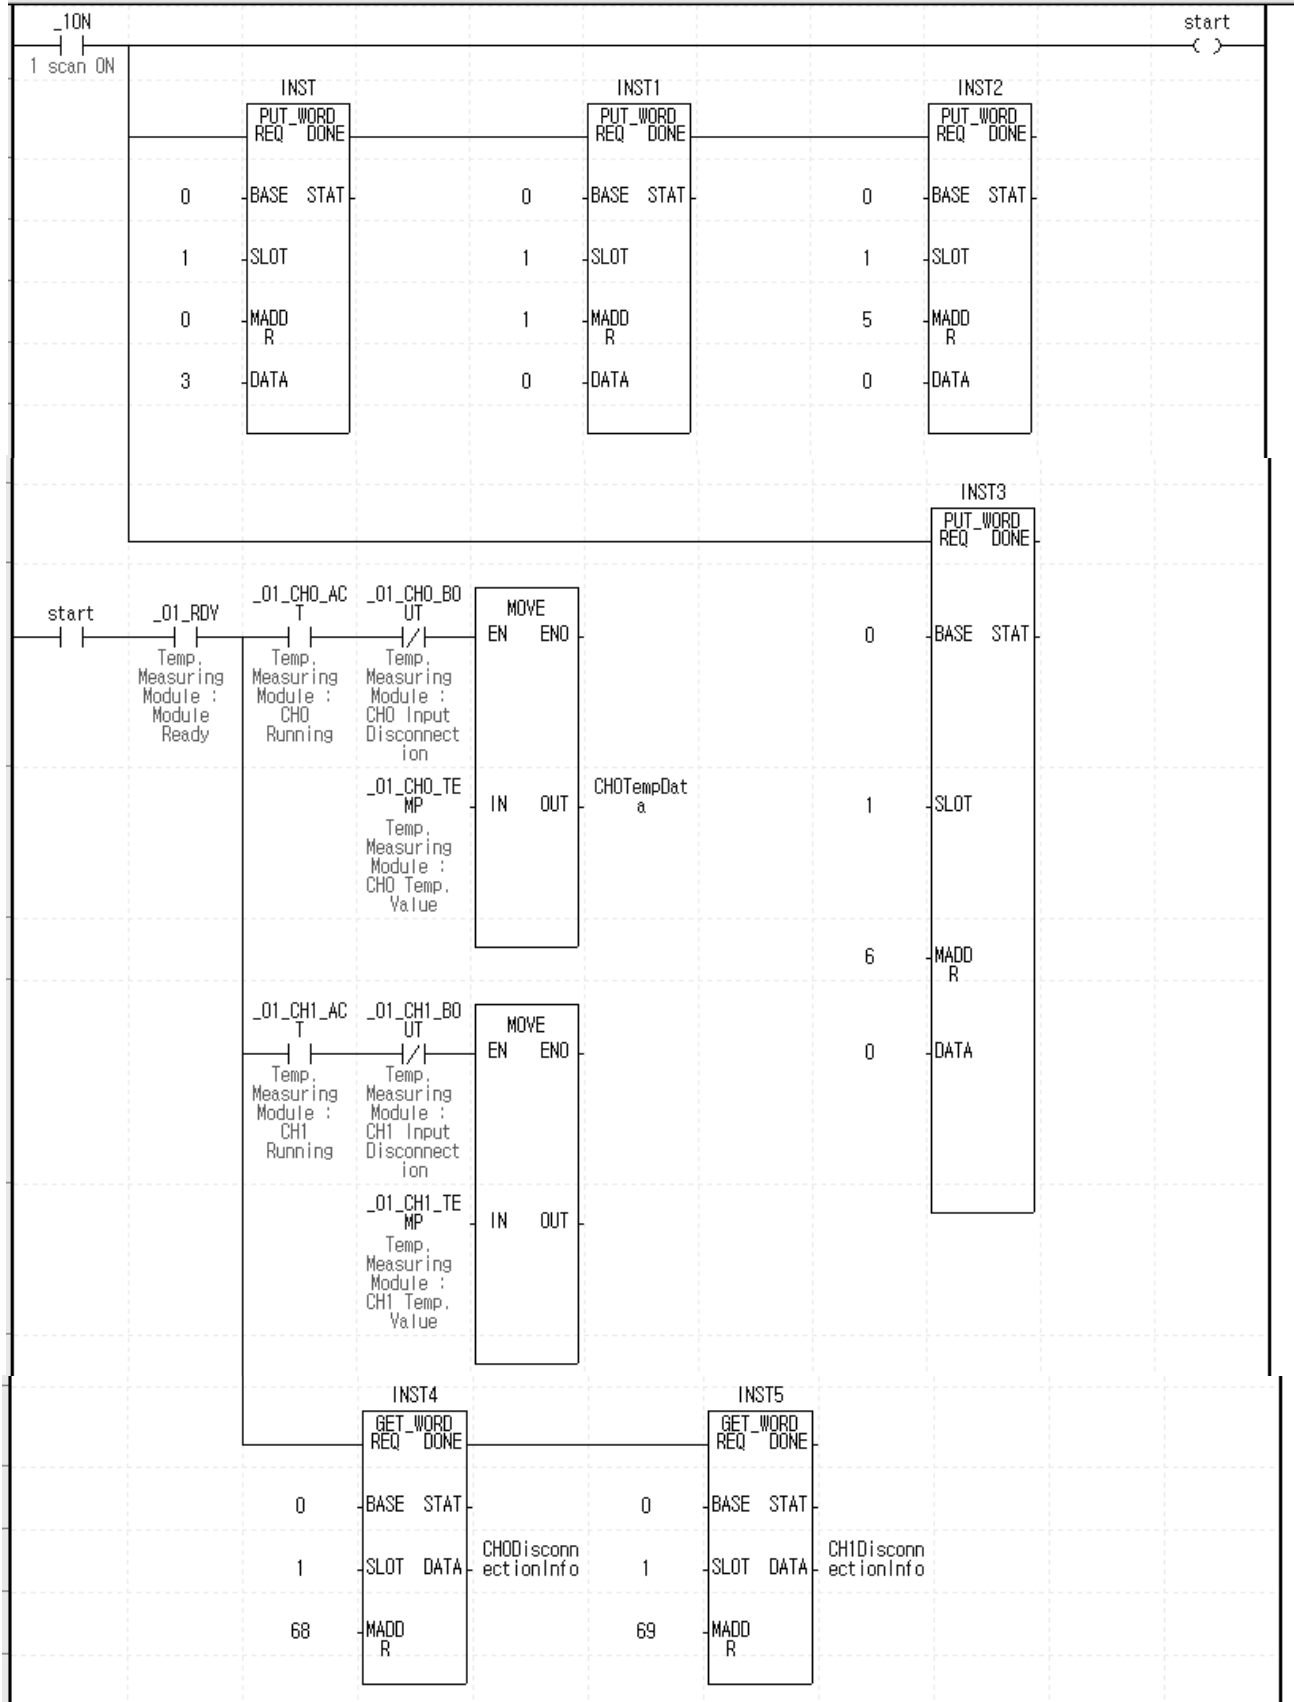 _1ON
start
1 scan ON
INST
INST1
INST2
PUT_WORD
PUT_WORD
PUT_WORD
REQ DONE
REQ DONE
REQ DONE
0
BASE STAT
0
BASE STAT
0
BASE STAT
1
SLOT
1
SLOT
1
SLOT
0
MADD
R
1
MADD
R
5
MADD
R
3
DATA
0
DATA
0
DATA
INST3
PUT_WORD
REQ DONE
start
_01_RDY
_01_CH0_AC
T
_01_CH0_BO
UT
MOVE
EN ENO
0
BASE STAT
Temp.
Measuring
Module :
Module
Ready
Temp.
Measuring
Module :
CH0
Running
Temp.
Measuring
Module :
CH0 Input
Disconnect
ion
_01_CH0_TE
MP
IN OUT
CH0TempDat
a
1
SLOT
Temp.
Measuring
Module :
CH0 Temp.
Value
6
MADD
R
_01_CH1_AC
T
_01_CH1_BO
UT
MOVE
EN ENO
0
DATA
Temp.
Measuring
Module :
CH1
Running
Temp.
Measuring
Module :
CH1 Input
Disconnect
ion
_01_CH1_TE
MP
IN OUT
Temp.
Measuring
Module :
CH1 Temp.
Value
INST4
INST5
GET_WORD
GET_WORD
REQ DONE
REQ DONE
0
BASE STAT
0
BASE STAT
1
SLOT DATA
CH0Disconn
ectionInfo
1
SLOT DATA
CH1Disconn
ectionInfo
68
MADD
R
69
MADD
R